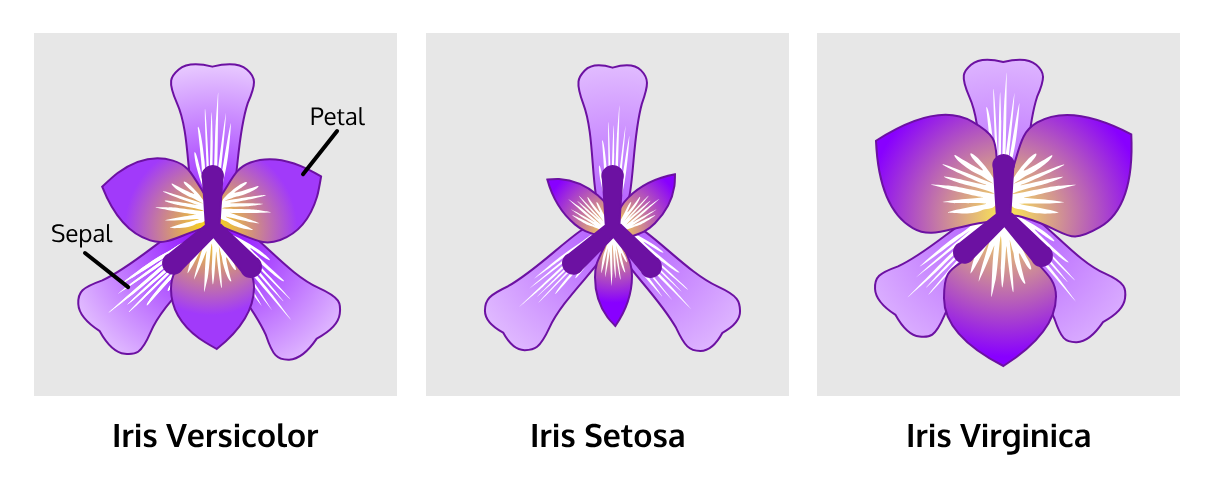 Petal
Sepal
Iris Versicolor
Iris Setosa
Iris Virginica